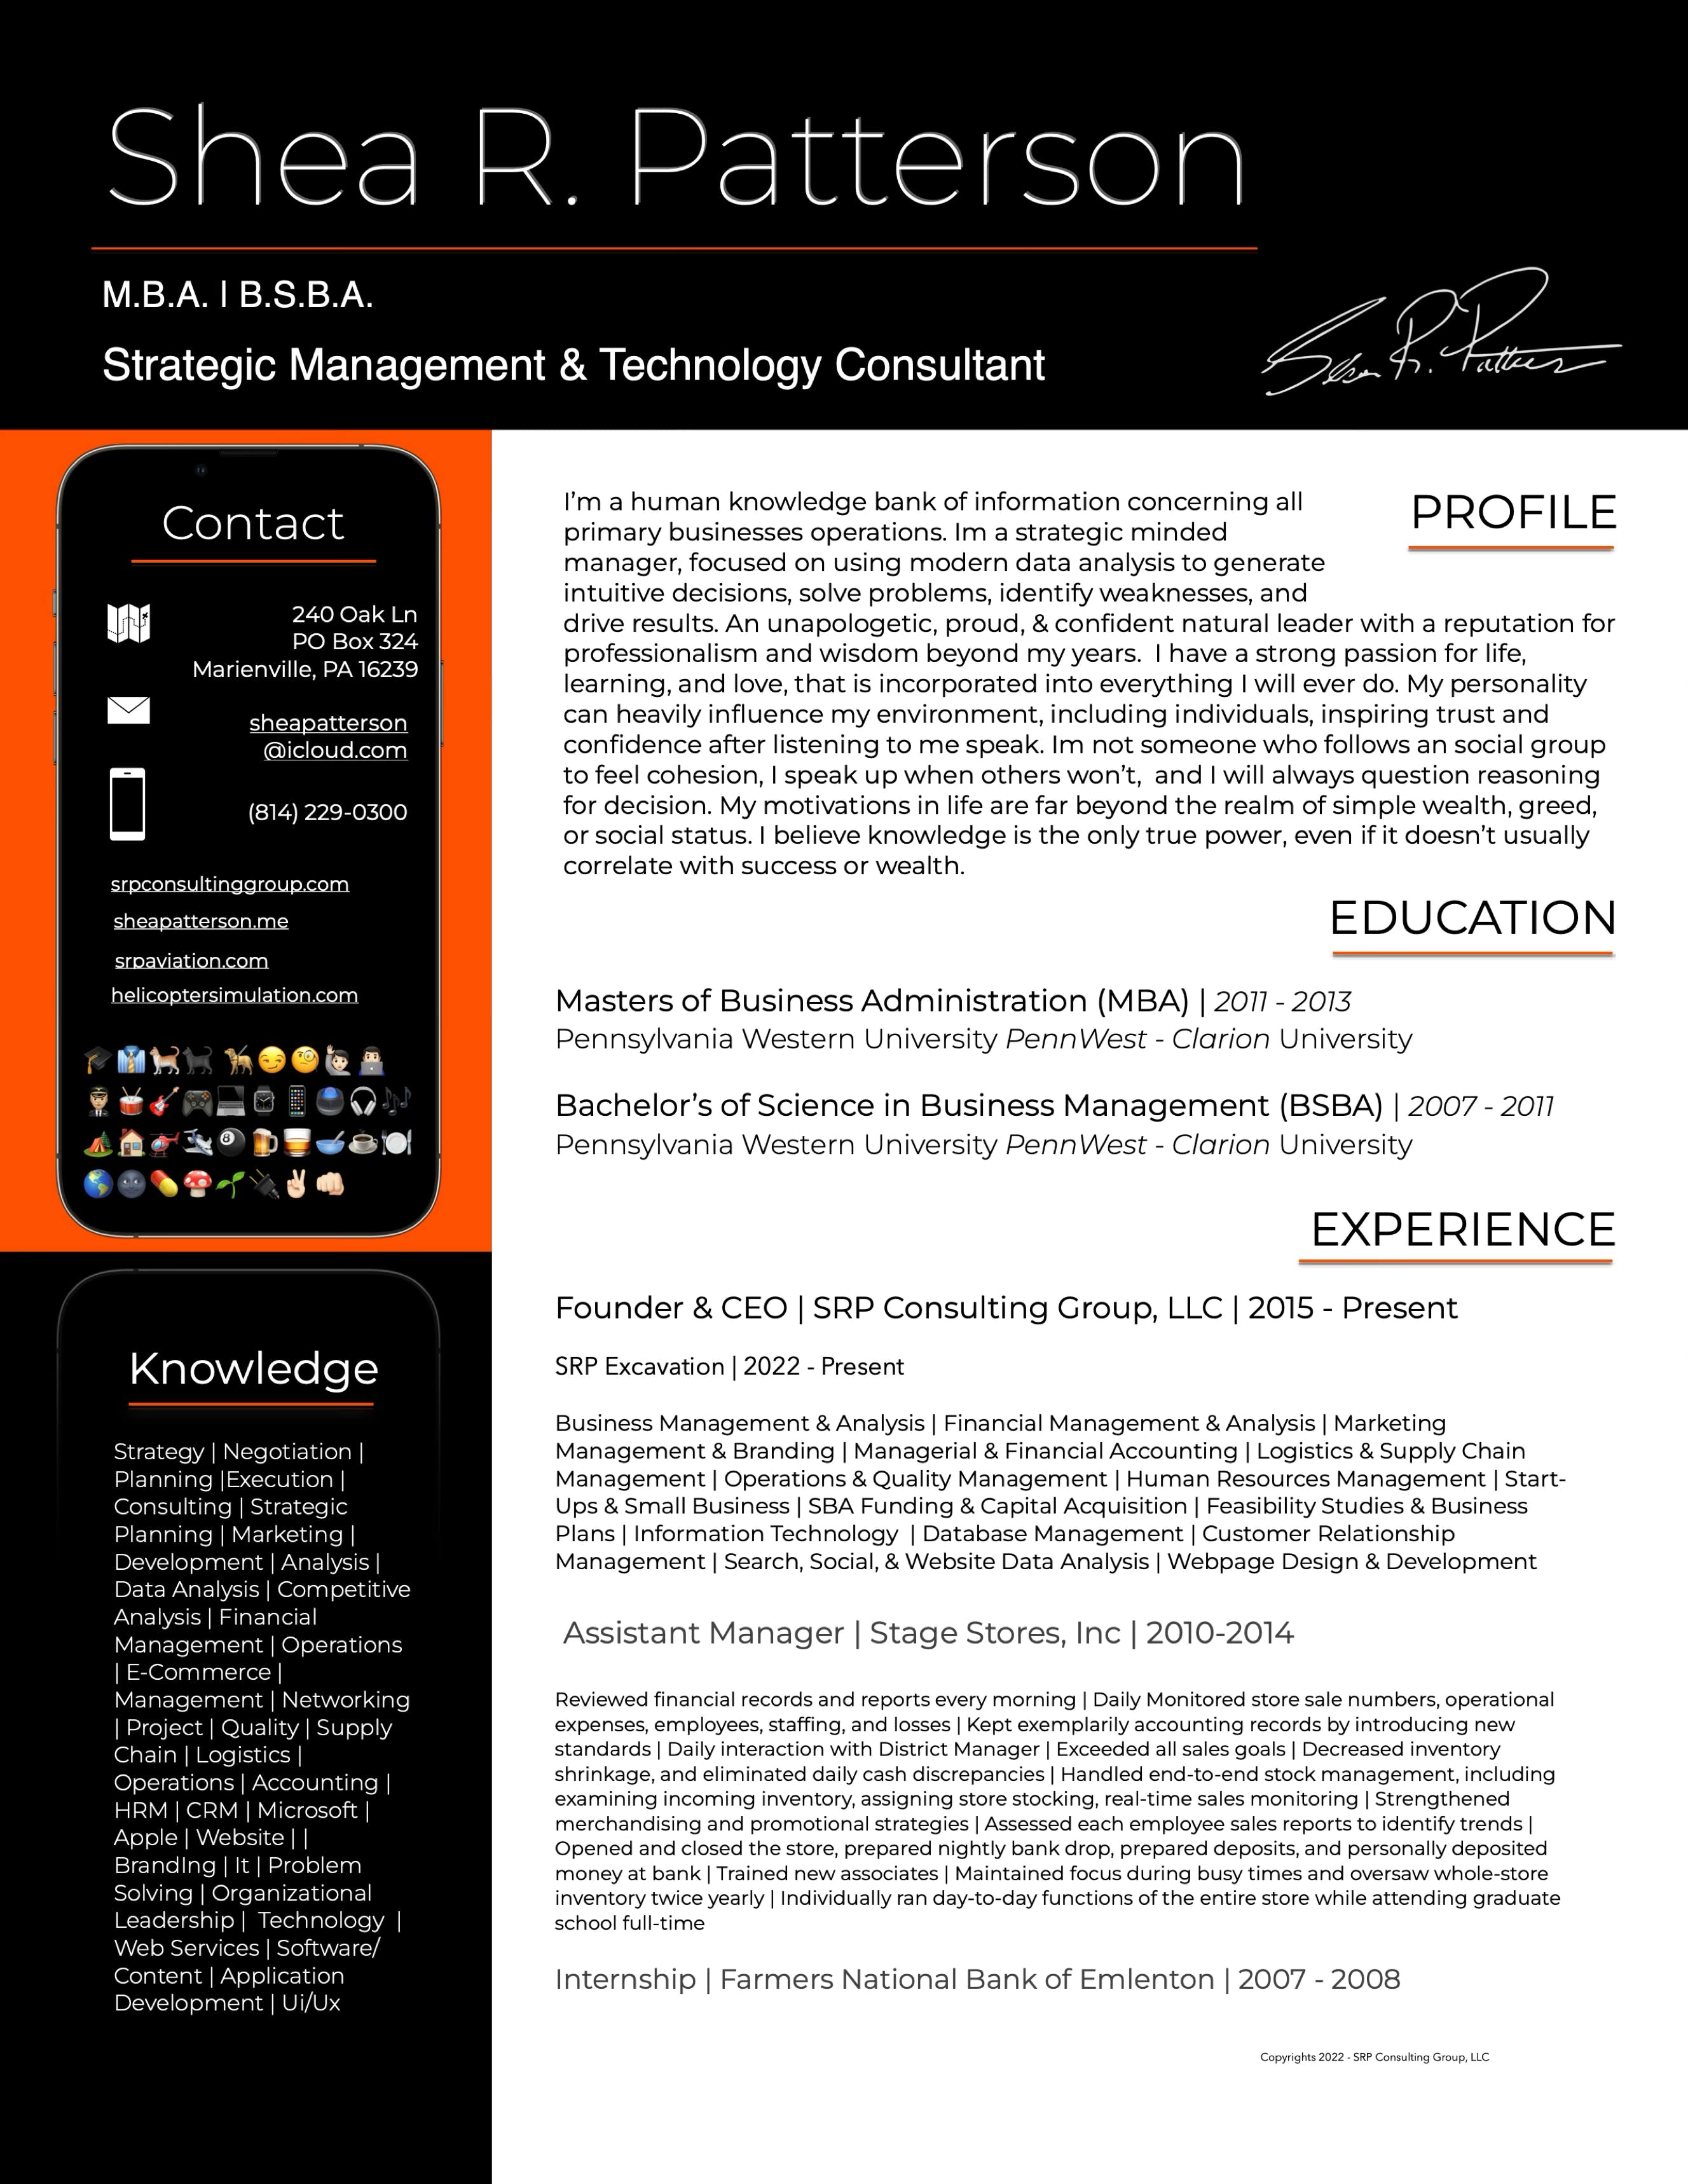 Shea R. Patterson
M.B.A. | B.S.B.A.
Strategic Management & Technology Consultant
Shea R. Patterson
Contact
240 Oak Ln
PO Box 324
Marienville, PA 16239
sheapatterson
@icloud.com
(814) 229-0300
srpconsultinggroup.com
sheapatterson.me
srpaviation.com
helicoptersimulation.com
Knowledge
Strategy | Negotiation |
Planning |Execution |
Consulting | Strategic
Planning | Marketing |
Development | Analysis |
Data Analysis | Competitive
Analysis | Financial
Management | Operations
| E-Commerce |
Management | Networking
| Project | Quality | Supply
Chain | Logistics |
Operations | Accounting |
HRM | CRM | Microsoft |
Apple | Website | |
BrandIng | It | Problem
Solving | Organizational
Leadership | Technology |
Web Services | Software/
Content | Application
Development | Ui/Ux
PROFILE
I’m a human knowledge bank of information concerning all
primary businesses operations. Im a strategic minded
manager, focused on using modern data analysis to generate
intuitive decisions, solve problems, identify weaknesses, and
drive results. An unapologetic, proud, & confident natural leader with a reputation for
professionalism and wisdom beyond my years. I have a strong passion for life,
learning, and love, that is incorporated into everything I will ever do. My personality
can heavily influence my environment, including individuals, inspiring trust and
confidence after listening to me speak. Im not someone who follows an social group
to feel cohesion, I speak up when others won’t, and I will always question reasoning
for decision. My motivations in life are far beyond the realm of simple wealth, greed,
or social status. I believe knowledge is the only true power, even if it doesn’t usually
correlate with success or wealth.
EDUCATION
Masters of Business Administration (MBA) | 2011 - 2013
Pennsylvania Western University PennWest - Clarion University
Bachelor’s of Science in Business Management (BSBA) | 2007 - 2011
Pennsylvania Western University PennWest - Clarion University
EXPERIENCE
Founder & CEO | SRP Consulting Group, LLC | 2015 - Present
SRP Excavation | 2022 - Present
Business Management & Analysis | Financial Management & Analysis | Marketing
Management & Branding | Managerial & Financial Accounting | Logistics & Supply Chain
Management | Operations & Quality Management | Human Resources Management | Start-
Ups & Small Business | SBA Funding & Capital Acquisition | Feasibility Studies & Business
Plans | Information Technology | Database Management | Customer Relationship
Management | Search, Social, & Website Data Analysis | Webpage Design & Development
Assistant Manager | Stage Stores, Inc | 2010-2014
Reviewed financial records and reports every morning | Daily Monitored store sale numbers, operational
expenses, employees, staffing, and losses | Kept exemplarily accounting records by introducing new
standards | Daily interaction with District Manager | Exceeded all sales goals | Decreased inventory
shrinkage, and eliminated daily cash discrepancies | Handled end-to-end stock management, including
examining incoming inventory, assigning store stocking, real-time sales monitoring | Strengthened
merchandising and promotional strategies | Assessed each employee sales reports to identify trends |
Opened and closed the store, prepared nightly bank drop, prepared deposits, and personally deposited
money at bank | Trained new associates | Maintained focus during busy times and oversaw whole-store
inventory twice yearly | Individually ran day-to-day functions of the entire store while attending graduate
school full-time
Internship | Farmers National Bank of Emlenton | 2007 - 2008
Copyrights 2022 - SRP Consulting Group, LLC